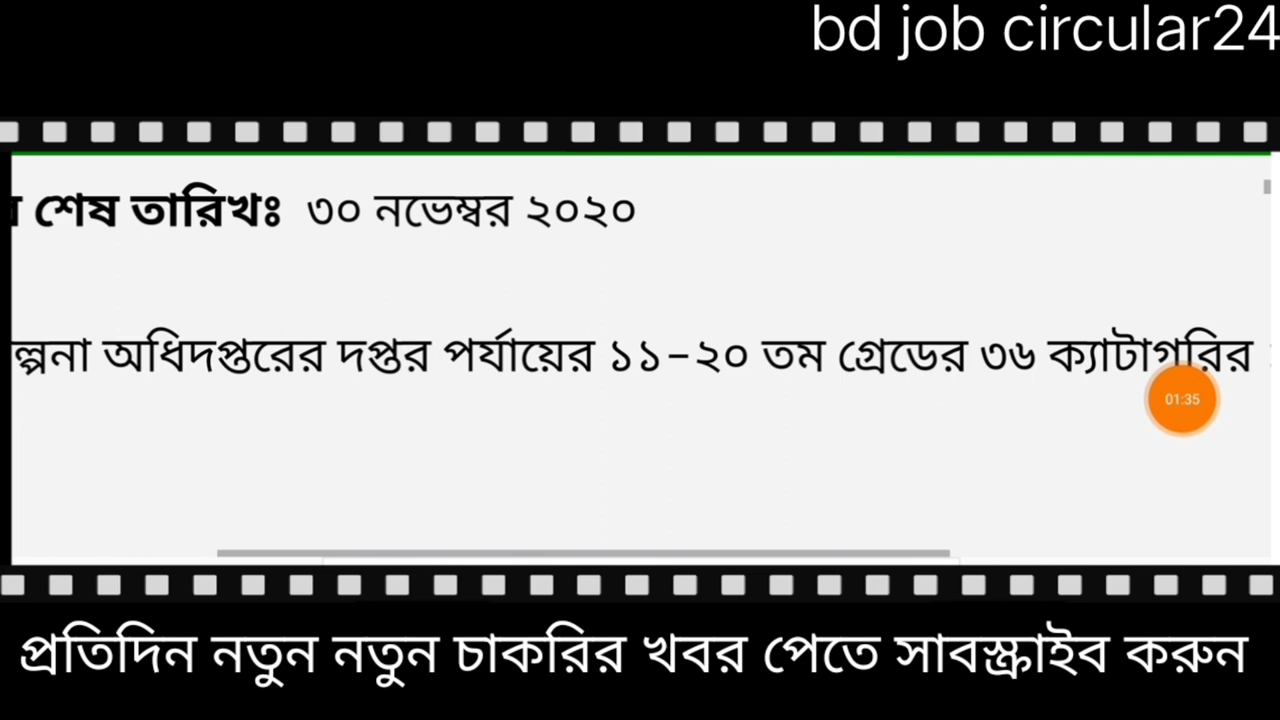 bd job circular24
শেষ তারিখঃ ৩০ নভেম্বর ২০২০
ল্পনা অধিদপ্তরের দপ্তর পর্যায়ের ১১-২০ তম গ্রেডের ৩৬ ক্যাটাগরির
01:35
প্রতিদিন নতুন নতুন চাকরির খবর পেতে সাবস্ক্রাইব করুন